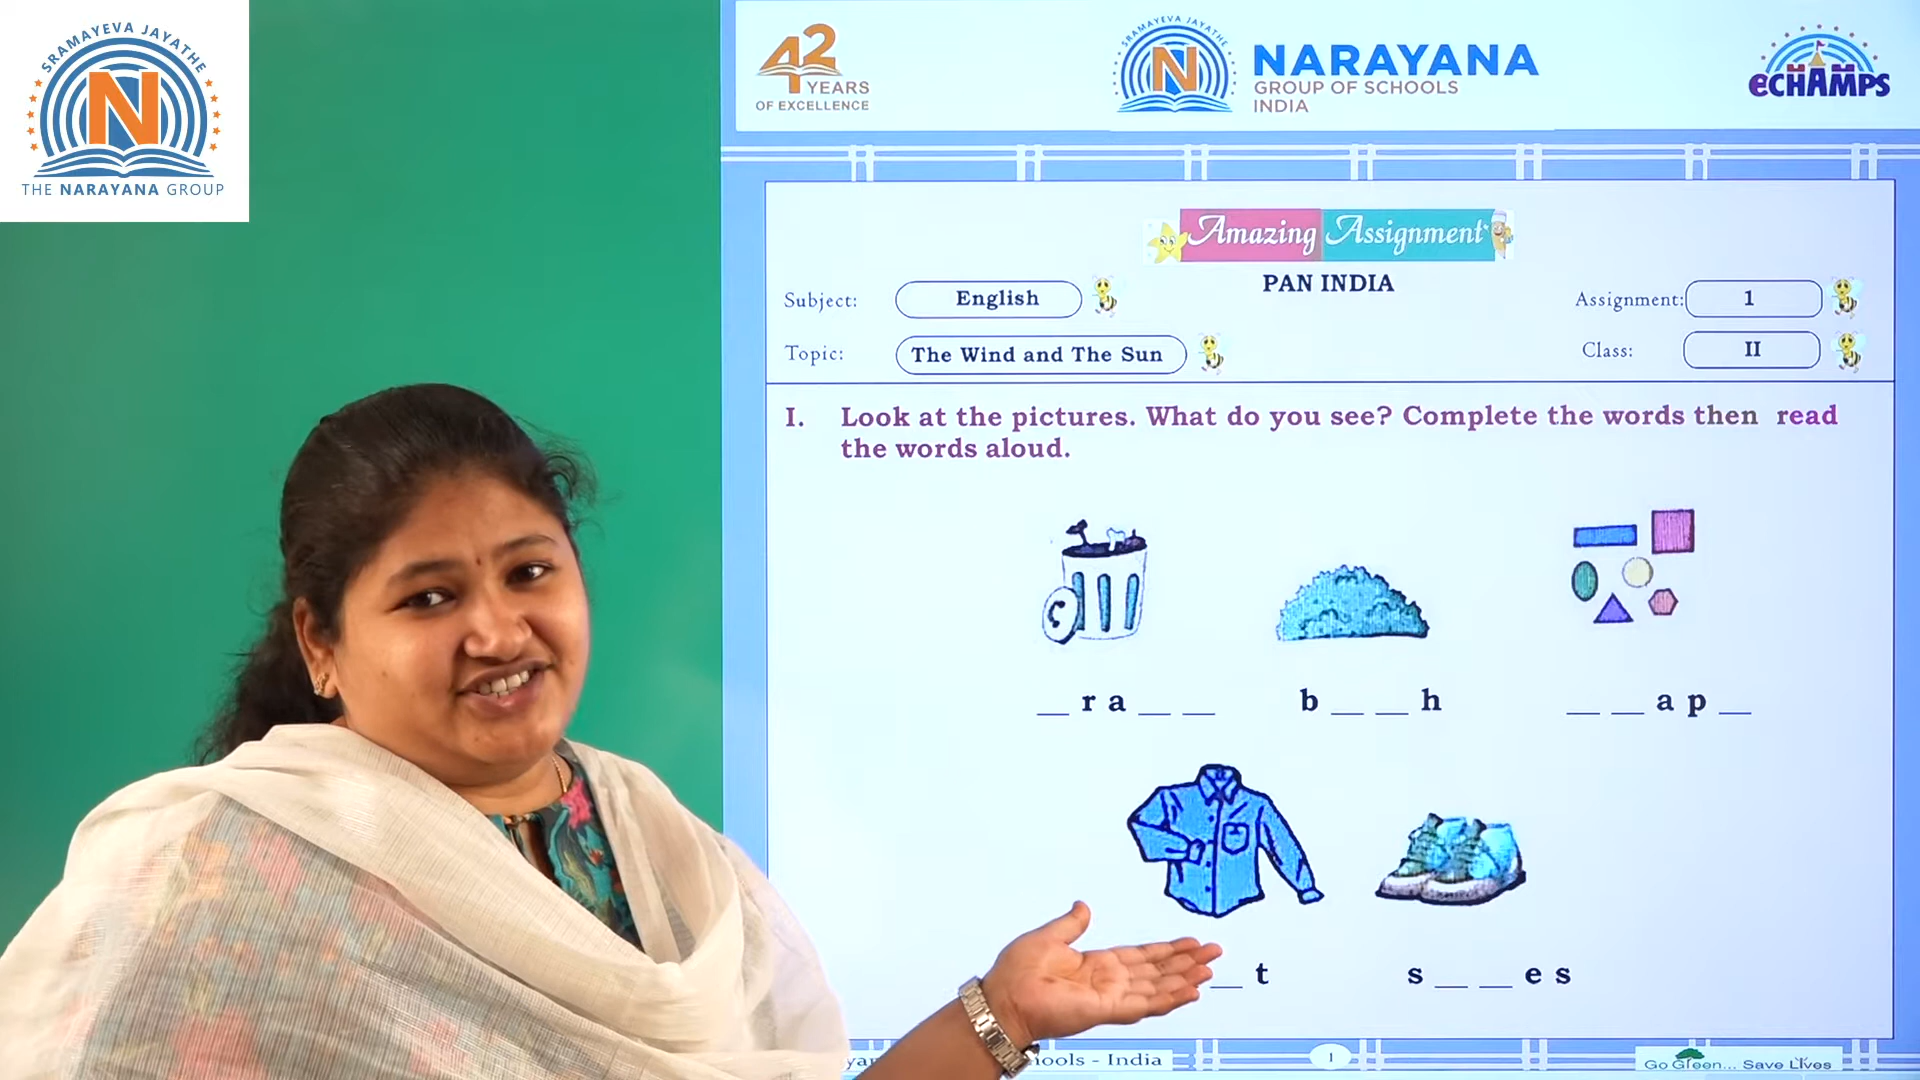 SRAMAYEVA JAYATHE
N
THE NARAYANA GROUP
42
YEARS
OF EXCELLENCE
SRAMAYEVA JAYATHE
N
NARAYANA
GROUP OF SCHOOLS
INDIA
eCHAMPS
Amazing Assignment
PAN INDIA
Subject: English
Assignment: 1
Topic: The Wind and The Sun
Class: II
I. Look at the pictures. What do you see? Complete the words then read
the words aloud.
__ r a __ __
b __ __ h
__ __ a p __
__ t
s __ __ e s
ools - India
1
Go Green... Save Lives